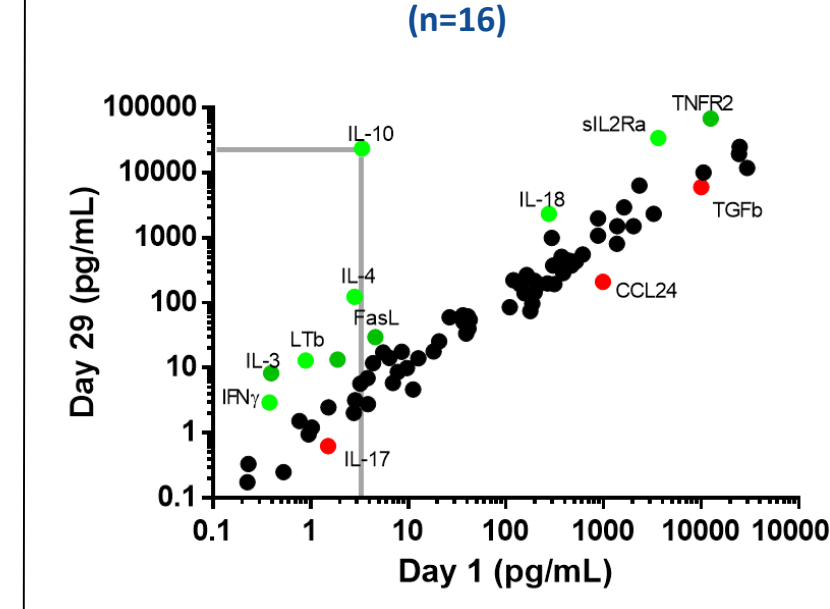 (n=16)
100000
10000
1000
100
10
1
0.1
Day 29 (pg/mL)
TNFR2
sIL2Ra
IL-10
IL-18
TGFb
IL-4
CCL24
FasL
LTb
IL-3
IFNγ
IL-17
0.1 1 10 100 1000 10000 10000
Day 1 (pg/mL)